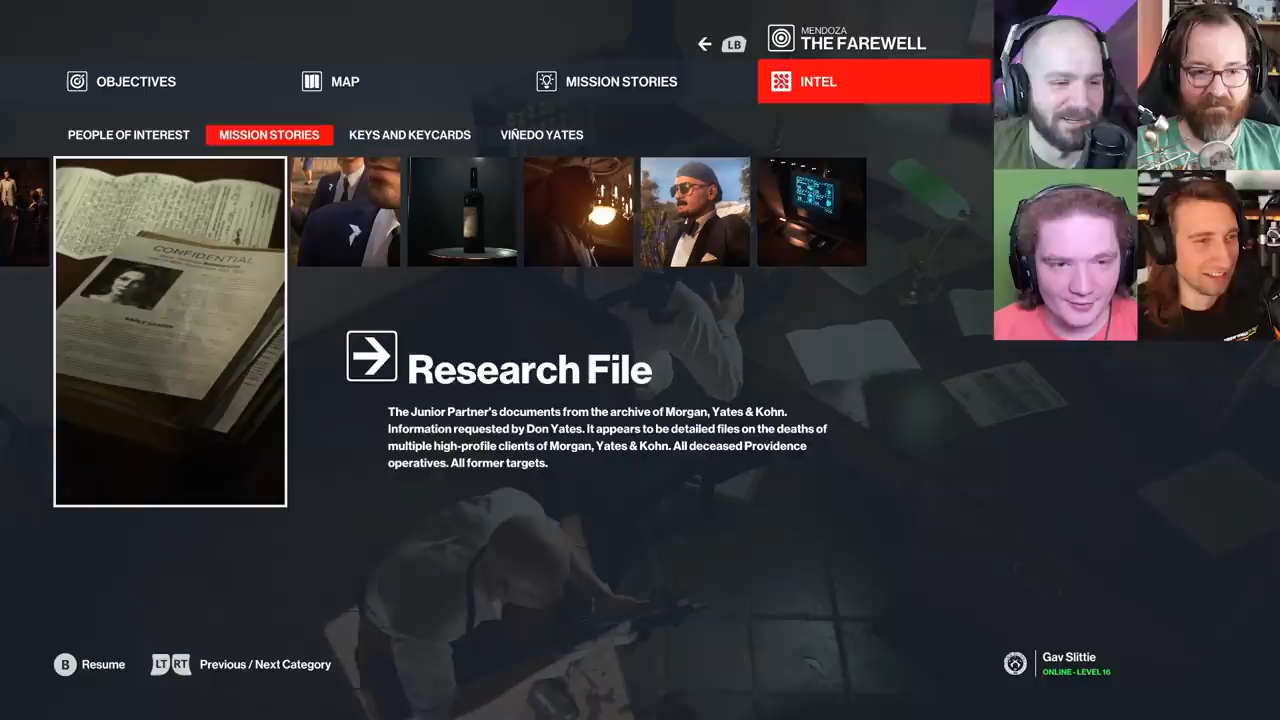 LB
MENDOZA
THE FAREWELL
OBJECTIVES
MAP
MISSION STORIES
INTEL
PEOPLE OF INTEREST
MISSION STORIES
KEYS AND KEYCARDS
VIÑEDO YATES
CONFIDENTIAL
Research File
The Junior Partner's documents from the archive of Morgan, Yates & Kohn.
Information requested by Don Yates. It appears to be detailed files on the deaths of
multiple high-profile clients of Morgan, Yates & Kohn. All deceased Providence
operatives. All former targets.
B Resume
LT RT Previous / Next Category
Gav Slittie
ONLINE - LEVEL 16